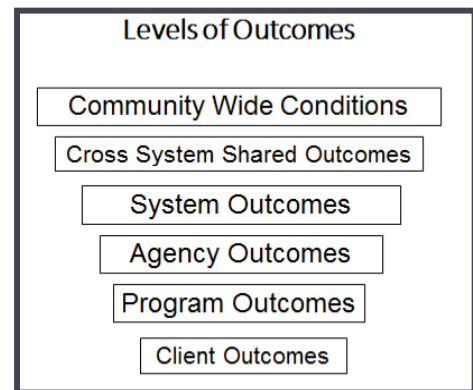 Levels of Outcomes
Community Wide Conditions
Cross System Shared Outcomes
System Outcomes
Agency Outcomes
Program Outcomes
Client Outcomes